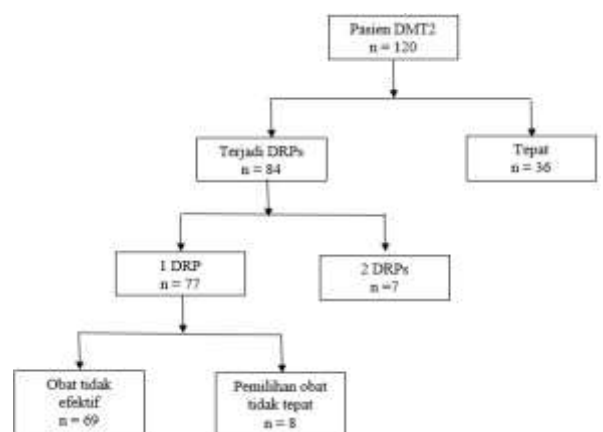 Pasien DMT2
n = 120
Terjadi DRPs
n = 84
Tepat
n = 36
1 DRP
n = 77
2 DRPs
n =7
Obat tidak
efektif
n = 69
Pemilihan obat
tidak tepat
n = 8